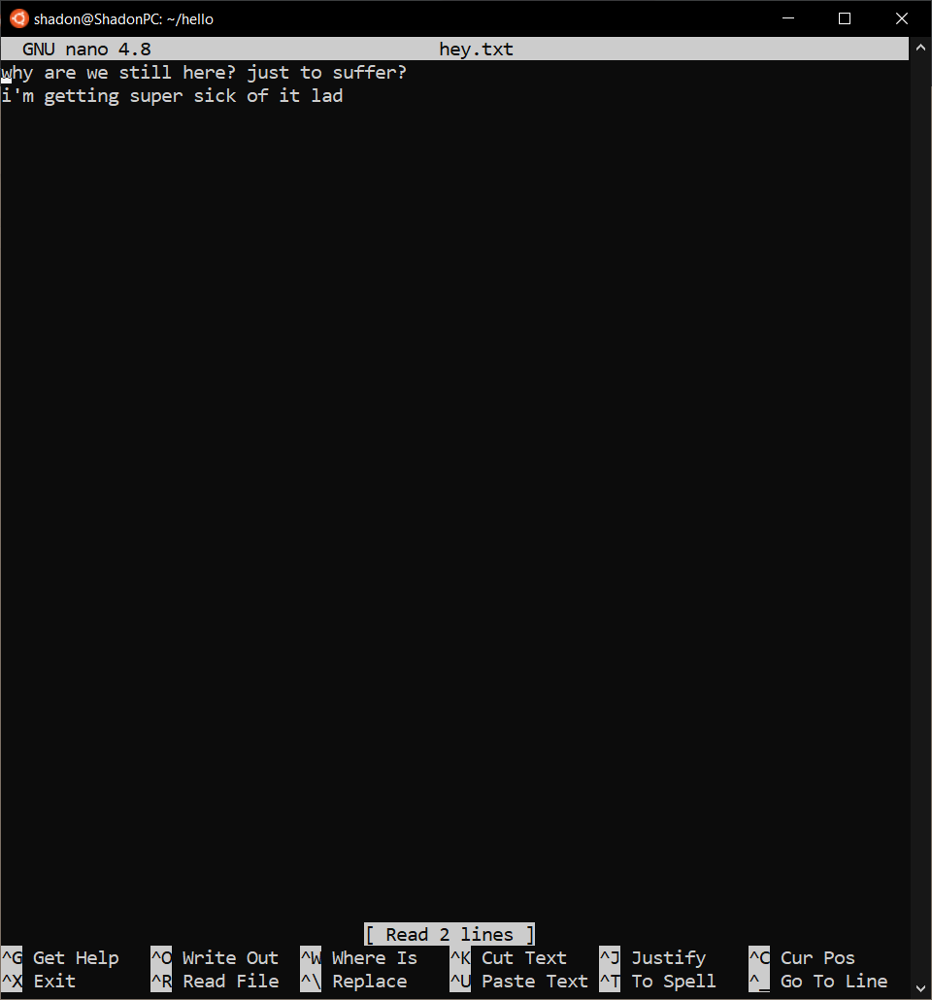 shadon@ShadonPC: ~/hello
GNU nano 4.8 hey.txt
why are we still here? just to suffer?
i'm getting super sick of it lad
[ Read 2 lines ]
^G Get Help ^O Write Out ^W Where Is ^K Cut Text ^J Justify ^C Cur Pos
^X Exit ^R Read File ^\ Replace ^U Paste Text ^T To Spell ^_ Go To Line